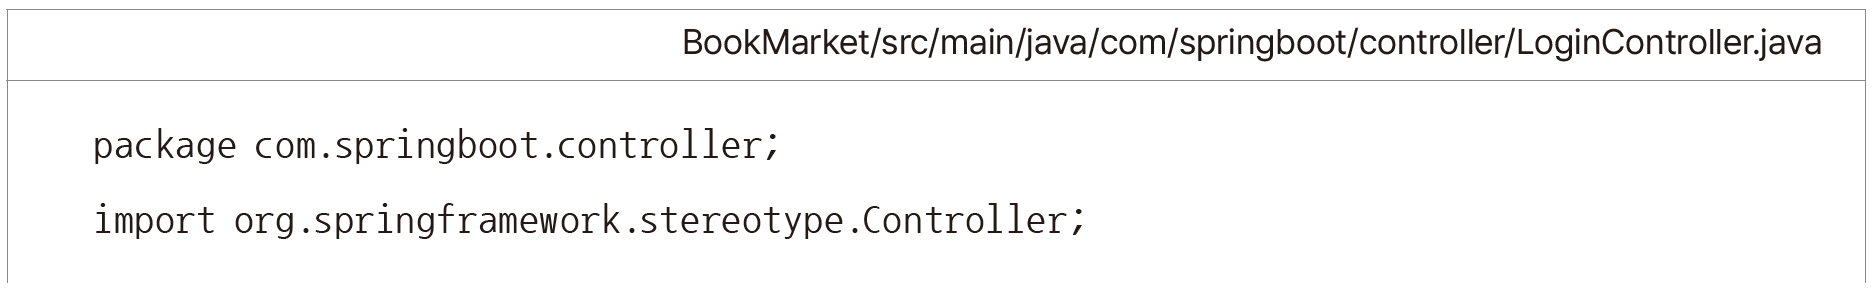 BookMarket/src/main/java/com/springboot/controller/LoginController.java
package com.springboot.controller;
import org.springframework.stereotype.Controller;